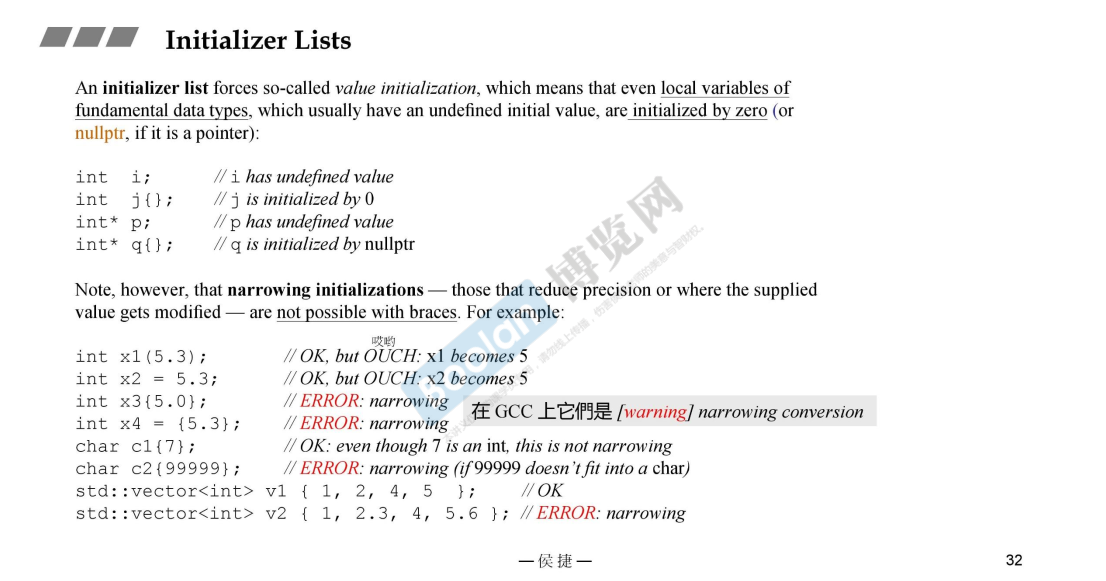 Initializer Lists
An initializer list forces so-called value initialization, which means that even local variables of
fundamental data types, which usually have an undefined initial value, are initialized by zero (or
nullptr, if it is a pointer):
int i; // i has undefined value
int j{}; // j is initialized by 0
int* p; // p has undefined value
int* q{}; // q is initialized by nullptr
Note, however, that narrowing initializations — those that reduce precision or where the supplied
value gets modified — are not possible with braces. For example:
哎哟
int x1(5.3); // OK, but OUCH: x1 becomes 5
int x2 = 5.3; // OK, but OUCH: x2 becomes 5
int x3{5.0}; // ERROR: narrowing
在 GCC 上它們是 [warning] narrowing conversion
int x4 = {5.3}; // ERROR: narrowing
char c1{7}; // OK: even though 7 is an int, this is not narrowing
char c2{99999}; // ERROR: narrowing (if 99999 doesn't fit into a char)
std::vector<int> v1 { 1, 2, 4, 5 }; // OK
std::vector<int> v2 { 1, 2.3, 4, 5.6 }; // ERROR: narrowing
boolan 博览网
— 侯捷 —
32